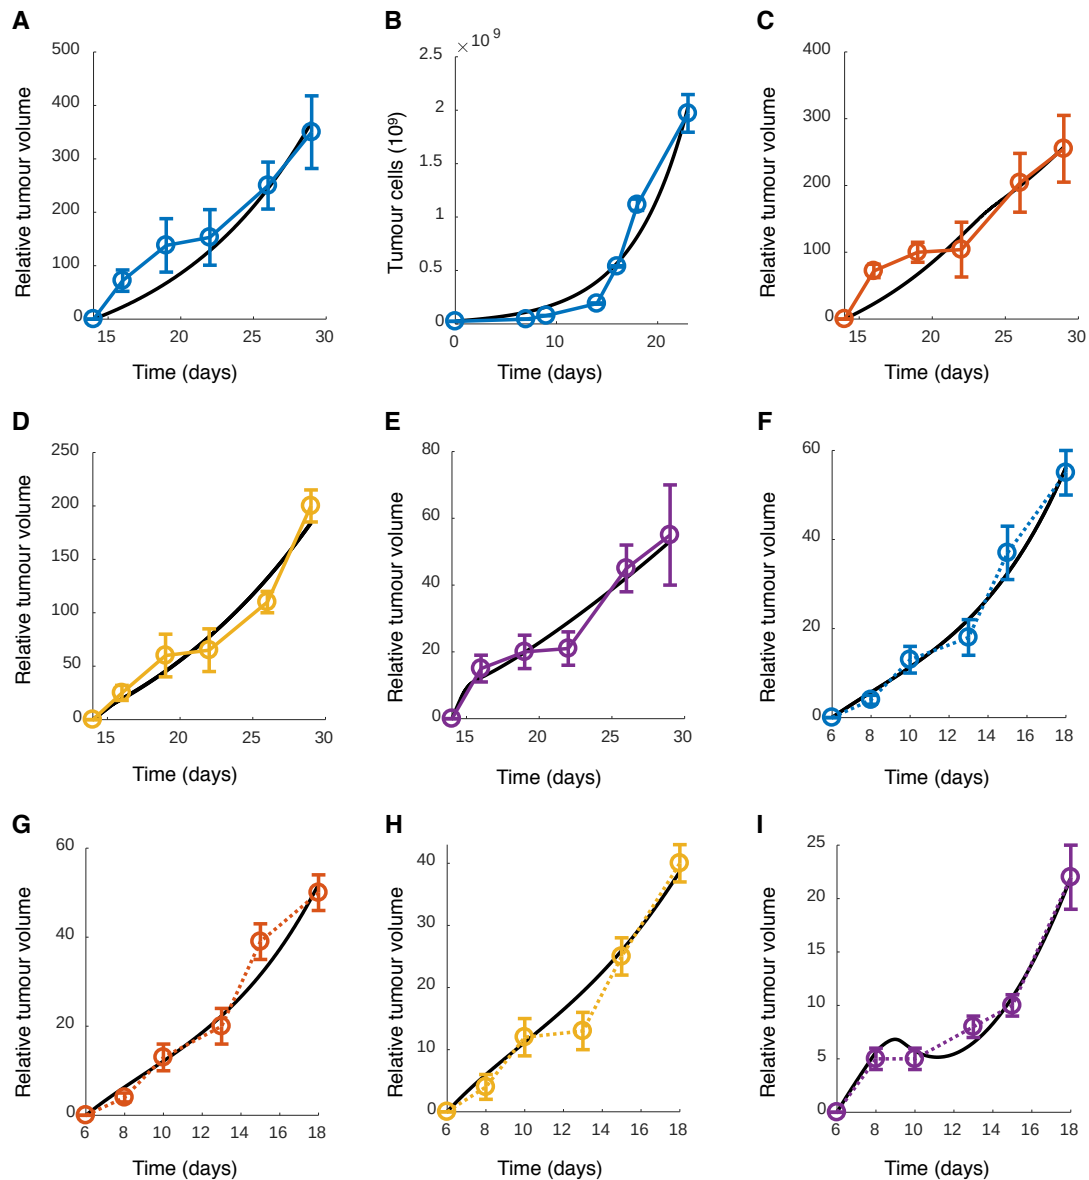 A
Relative tumour volume
500
400
300
200
100
0
15 20 25 30
Time (days)
B
× 10 9
Tumour cells (10⁹)
2.5
2
1.5
1
0.5
0
0 10 20
Time (days)
C
Relative tumour volume
400
300
200
100
0
15 20 25 30
Time (days)
D
Relative tumour volume
250
200
150
100
50
0
15 20 25 30
Time (days)
E
Relative tumour volume
80
60
40
20
0
15 20 25 30
Time (days)
F
Relative tumour volume
60
40
20
0
6 8 10 12 14 16 18
Time (days)
G
Relative tumour volume
60
40
20
0
6 8 10 12 14 16 18
Time (days)
H
Relative tumour volume
40
30
20
10
0
6 8 10 12 14 16 18
Time (days)
I
Relative tumour volume
25
20
15
10
5
0
6 8 10 12 14 16 18
Time (days)